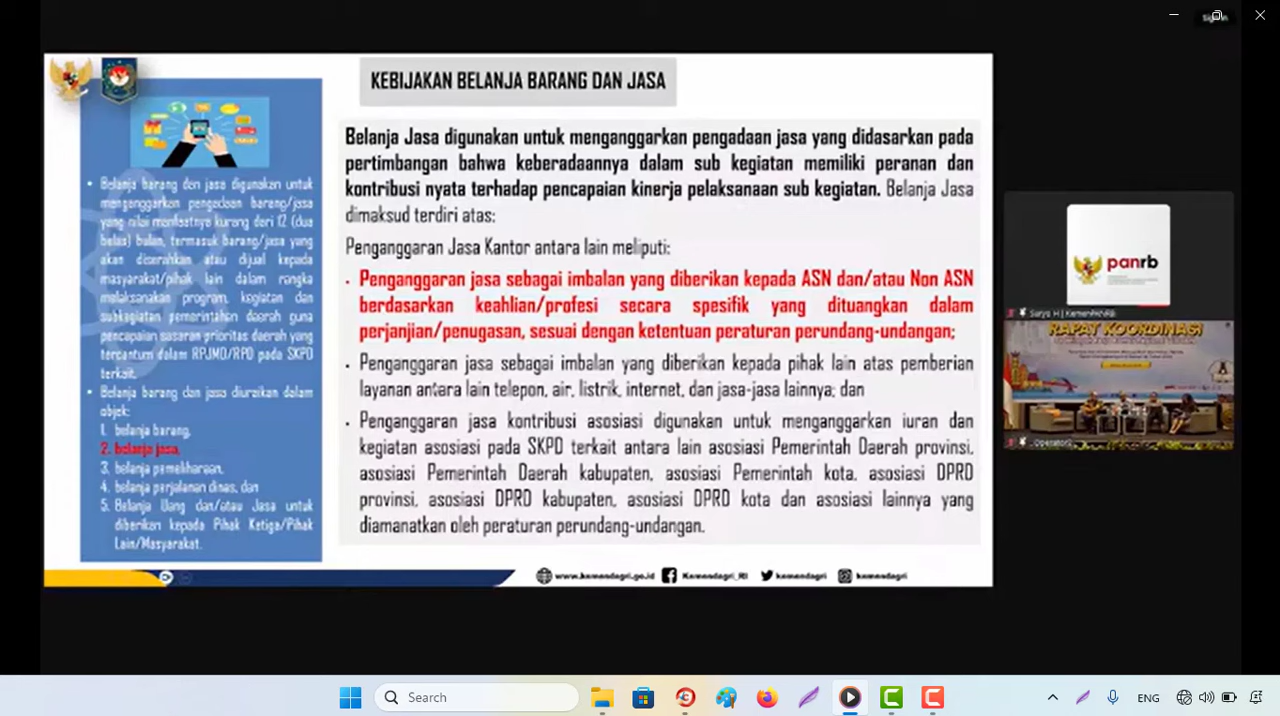 Sign in
KEBIJAKAN BELANJA BARANG DAN JASA
• Belanja barang dan jasa digunakan untuk
menganggarkan pengadaan barang/jasa
yang nilai manfaatnya kurang dari 12 (dua
belas) bulan, termasuk barang/jasa yang
akan diserahkan atau dijual kepada
masyarakat/pihak lain dalam rangka
melaksanakan program, kegiatan dan
subkegiatan pemerintahan daerah guna
pencapaian sasaran prioritas daerah yang
tercantum dalam RPJMD/RPD pada SKPD
terkait.
• Belanja barang dan jasa diuraikan dalam
objek:
1. belanja barang,
2. belanja jasa,
3. belanja pemeliharaan,
4. belanja perjalanan dinas, dan
5. Belanja Uang dan/atau Jasa untuk
diberikan kepada Pihak Ketiga/Pihak
Lain/Masyarakat.
Belanja Jasa digunakan untuk menganggarkan pengadaan jasa yang didasarkan pada
pertimbangan bahwa keberadaannya dalam sub kegiatan memiliki peranan dan
kontribusi nyata terhadap pencapaian kinerja pelaksanaan sub kegiatan. Belanja Jasa
dimaksud terdiri atas:
Penganggaran Jasa Kantor antara lain meliputi:
• Penganggaran jasa sebagai imbalan yang diberikan kepada ASN dan/atau Non ASN
berdasarkan keahlian/profesi secara spesifik yang dituangkan dalam
perjanjian/penugasan, sesuai dengan ketentuan peraturan perundang-undangan;
• Penganggaran jasa sebagai imbalan yang diberikan kepada pihak lain atas pemberian
layanan antara lain telepon, air, listrik, internet, dan jasa-jasa lainnya; dan
• Penganggaran jasa kontribusi asosiasi digunakan untuk menganggarkan iuran dan
kegiatan asosiasi pada SKPD terkait antara lain asosiasi Pemerintah Daerah provinsi,
asosiasi Pemerintah Daerah kabupaten, asosiasi Pemerintah kota, asosiasi DPRD
provinsi, asosiasi DPRD kabupaten, asosiasi DPRD kota dan asosiasi lainnya yang
diamanatkan oleh peraturan perundang-undangan.
www.kemendagri.go.id Kemendagri_RI kemendagri kemendagri
panrb
Suryo H | KemenPANRB
RAPAT KOORDINASI
Operator2
Search
ENG